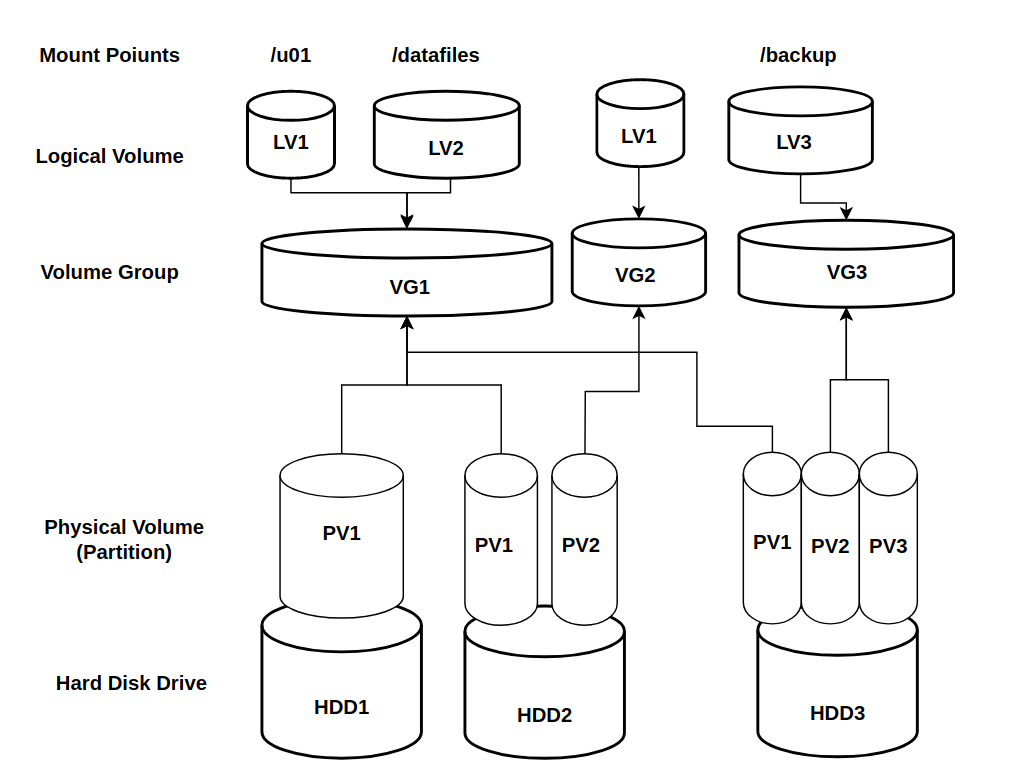 Mount Poiunts /u01 /datafiles /backup
LV1 LV2 LV1 LV3
Logical Volume
Volume Group VG1 VG2 VG3
Physical Volume
(Partition)
PV1 PV1 PV2 PV1 PV2 PV3
Hard Disk Drive HDD1 HDD2 HDD3